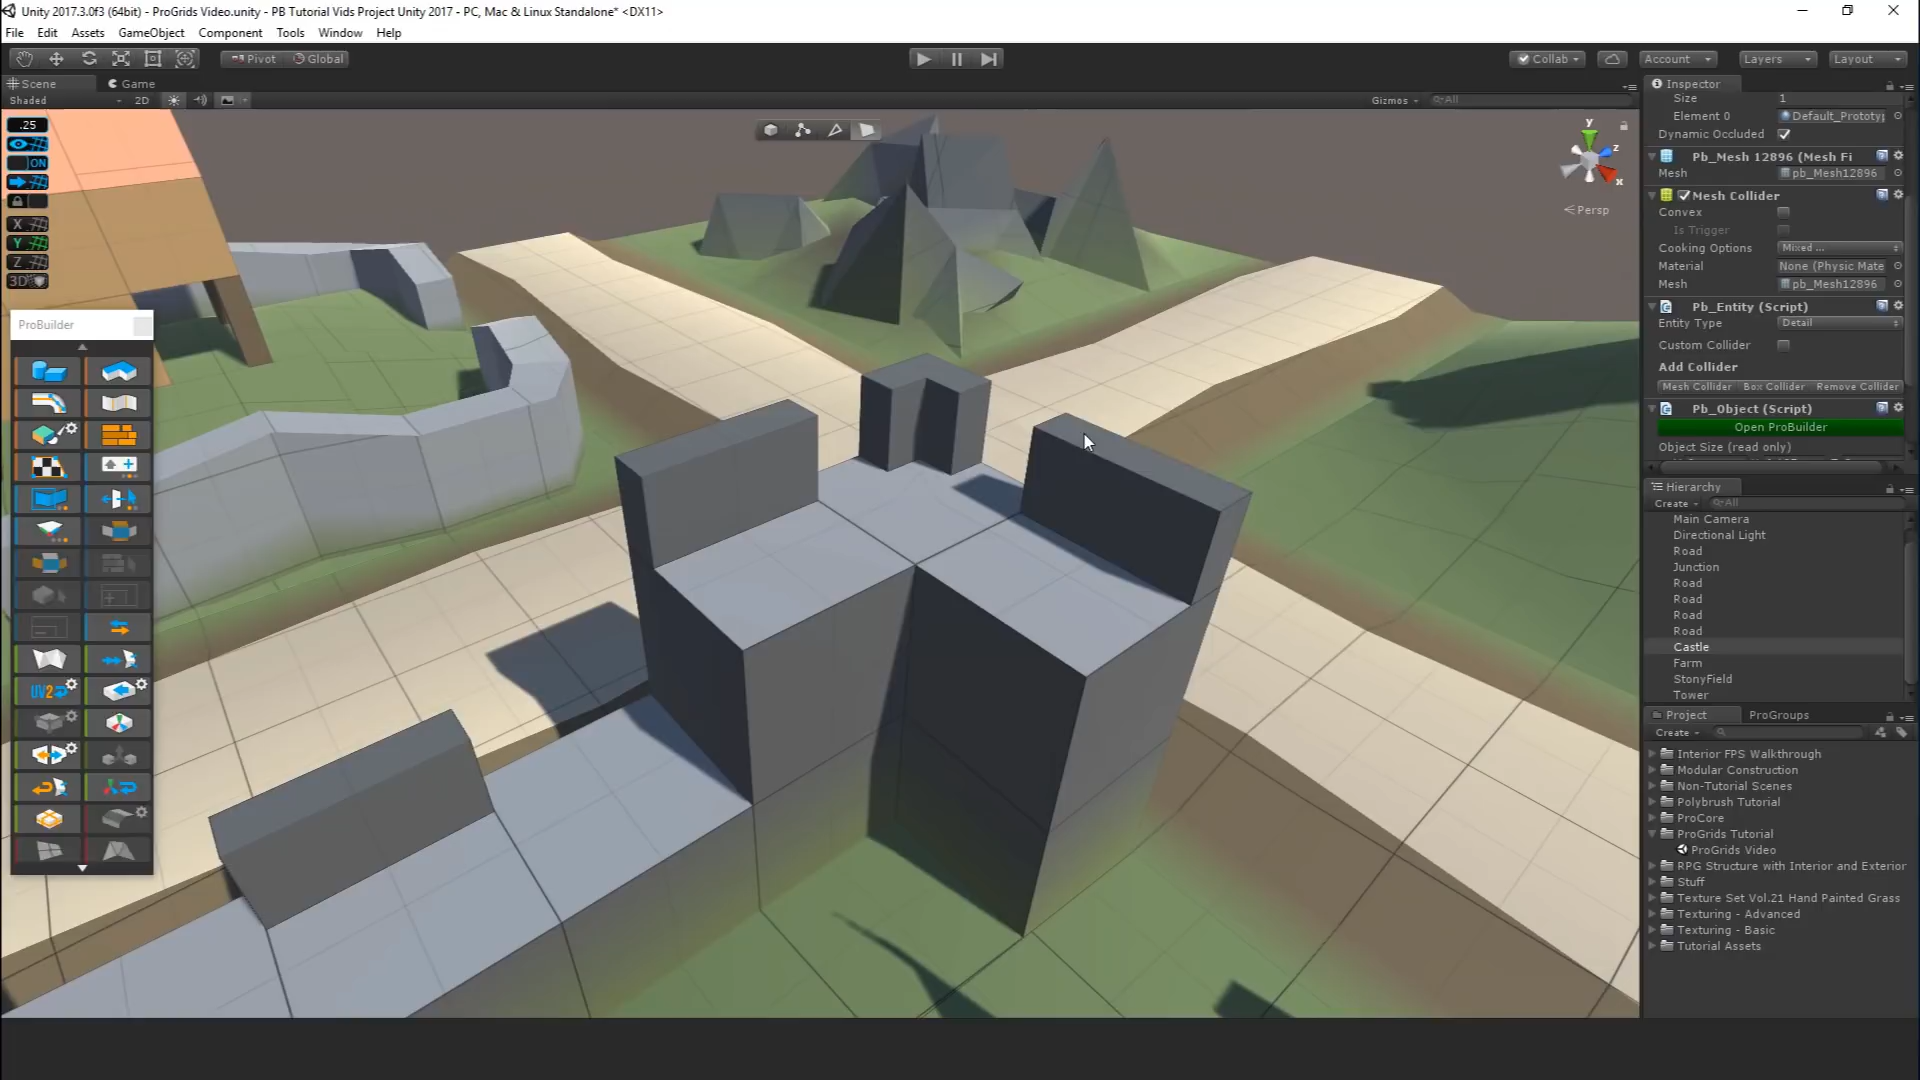 Unity 2017.3.0f3 (64bit) - ProGrids Video.unity - PB Tutorial Vids Project Unity 2017 - PC, Mac & Linux Standalone* <DX11>
File Edit Assets GameObject Component Tools Window Help
Pivot Global Collab Account Layers Layout
Scene Game Inspector
Shaded 2D Gizmos All
Size 1
Element 0 Default_Prototyp
Dynamic Occluded
Pb_Mesh 12896 (Mesh Fi
Mesh pb_Mesh12896
Mesh Collider
Convex
Is Trigger
Cooking Options Mixed ...
Material None (Physic Mate
Mesh pb_Mesh12896
Pb_Entity (Script)
Entity Type Detail
Custom Collider
Add Collider
Mesh Collider Box Collider Remove Collider
Pb_Object (Script)
Open ProBuilder
Object Size (read only)
.25
ON
X
Y
Z
3D
y
z
x
Persp
ProBuilder
UV2
Hierarchy
Create All
Main Camera
Directional Light
Road
Junction
Road
Road
Road
Road
Castle
Farm
StonyField
Tower
Project ProGroups
Create
Interior FPS Walkthrough
Modular Construction
Non-Tutorial Scenes
Polybrush Tutorial
ProCore
ProGrids Tutorial
ProGrids Video
RPG Structure with Interior and Exterior
Stuff
Texture Set Vol.21 Hand Painted Grass
Texturing - Advanced
Texturing - Basic
Tutorial Assets